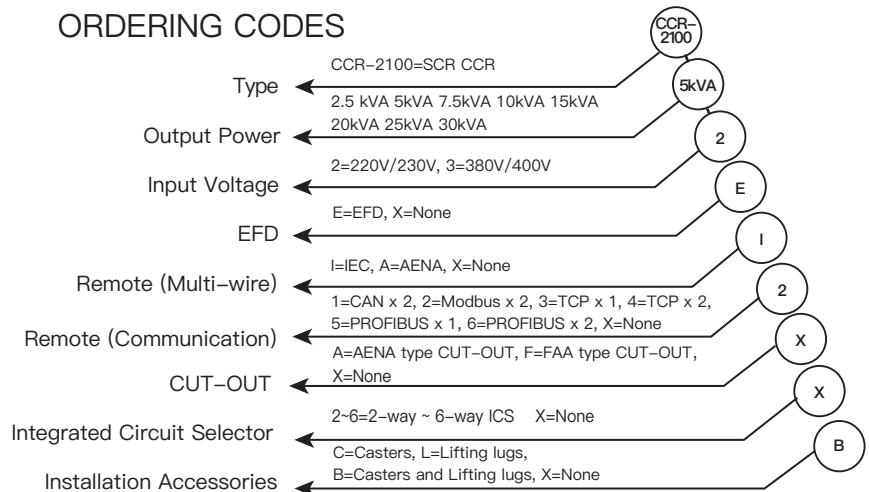 ORDERING CODES
CCR–
2100
CCR–2100=SCR CCR
Type
5kVA
2.5 kVA 5kVA 7.5kVA 10kVA 15kVA
20kVA 25kVA 30kVA
Output Power
2
2=220V/230V, 3=380V/400V
Input Voltage
E
E=EFD, X=None
EFD
I
I=IEC, A=AENA, X=None
Remote (Multi–wire)
2
1=CAN x 2, 2=Modbus x 2, 3=TCP x 1, 4=TCP x 2,
5=PROFIBUS x 1, 6=PROFIBUS x 2, X=None
Remote (Communication)
X
A=AENA type CUT–OUT, F=FAA type CUT–OUT,
X=None
CUT–OUT
X
2~6=2–way ~ 6–way ICS X=None
Integrated Circuit Selector
B
C=Casters, L=Lifting lugs,
B=Casters and Lifting lugs, X=None
Installation Accessories